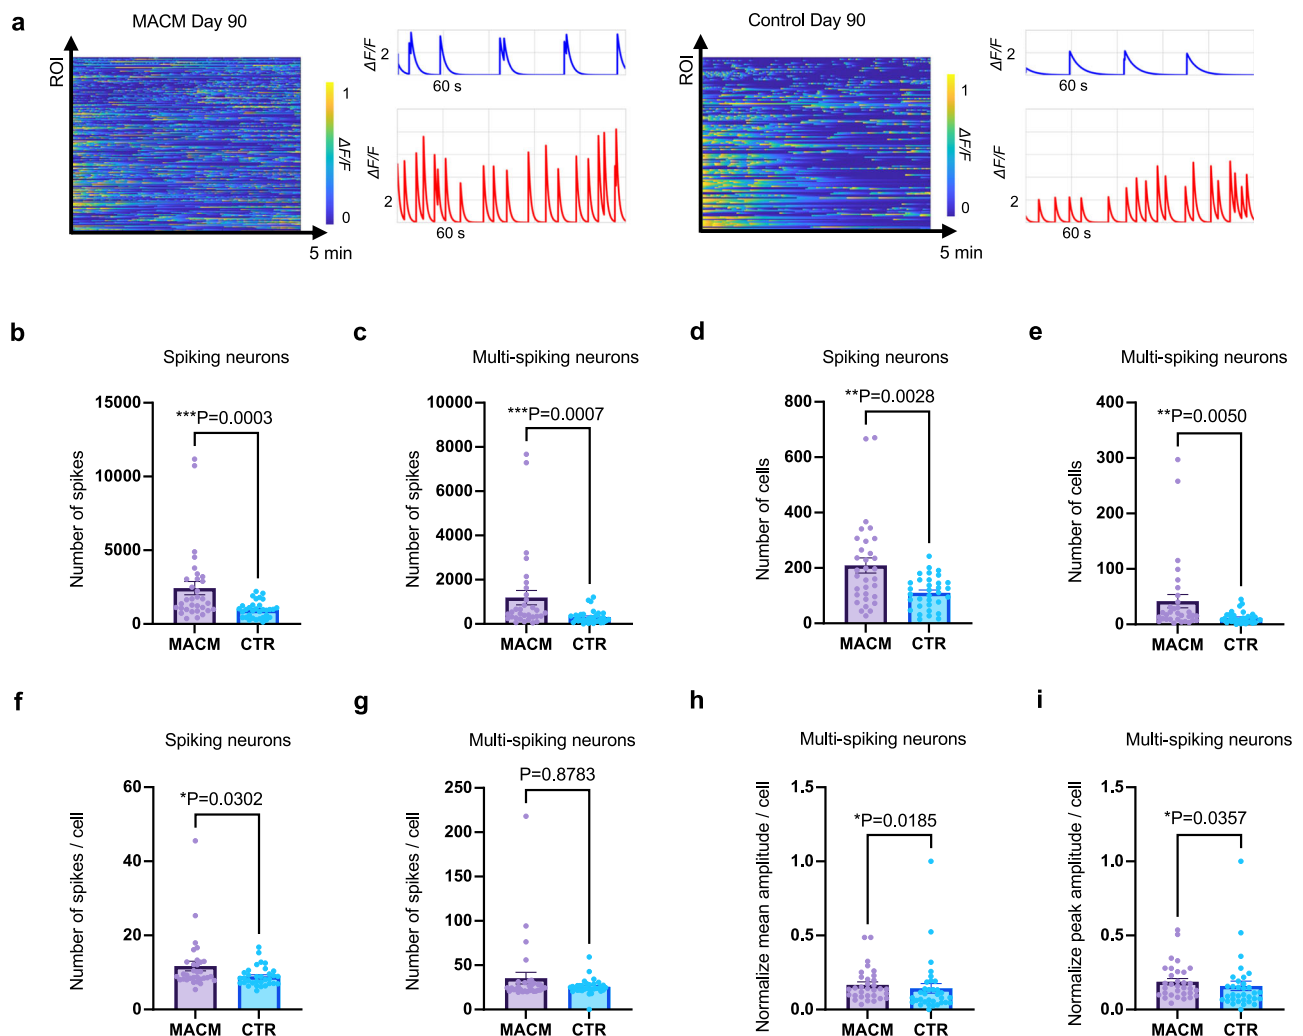 a
MACM Day 90
Control Day 90
ROI
1
0
ΔF/F
5 min
ΔF/F
2
60 s
ΔF/F
2
60 s
ROI
1
0
ΔF/F
5 min
ΔF/F
2
60 s
ΔF/F
2
60 s
b
Spiking neurons
***P=0.0003
Number of spikes
15000
10000
5000
0
MACM CTR
c
Multi-spiking neurons
***P=0.0007
Number of spikes
10000
8000
6000
4000
2000
0
MACM CTR
d
Spiking neurons
**P=0.0028
Number of cells
800
600
400
200
0
MACM CTR
e
Multi-spiking neurons
**P=0.0050
Number of cells
400
300
200
100
0
MACM CTR
f
Spiking neurons
*P=0.0302
Number of spikes / cell
60
40
20
0
MACM CTR
g
Multi-spiking neurons
P=0.8783
Number of spikes / cell
250
200
150
100
50
0
MACM CTR
h
Multi-spiking neurons
*P=0.0185
Normalize mean amplitude / cell
1.5
1.0
0.5
0.0
MACM CTR
i
Multi-spiking neurons
*P=0.0357
Normalize peak amplitude / cell
1.5
1.0
0.5
0.0
MACM CTR